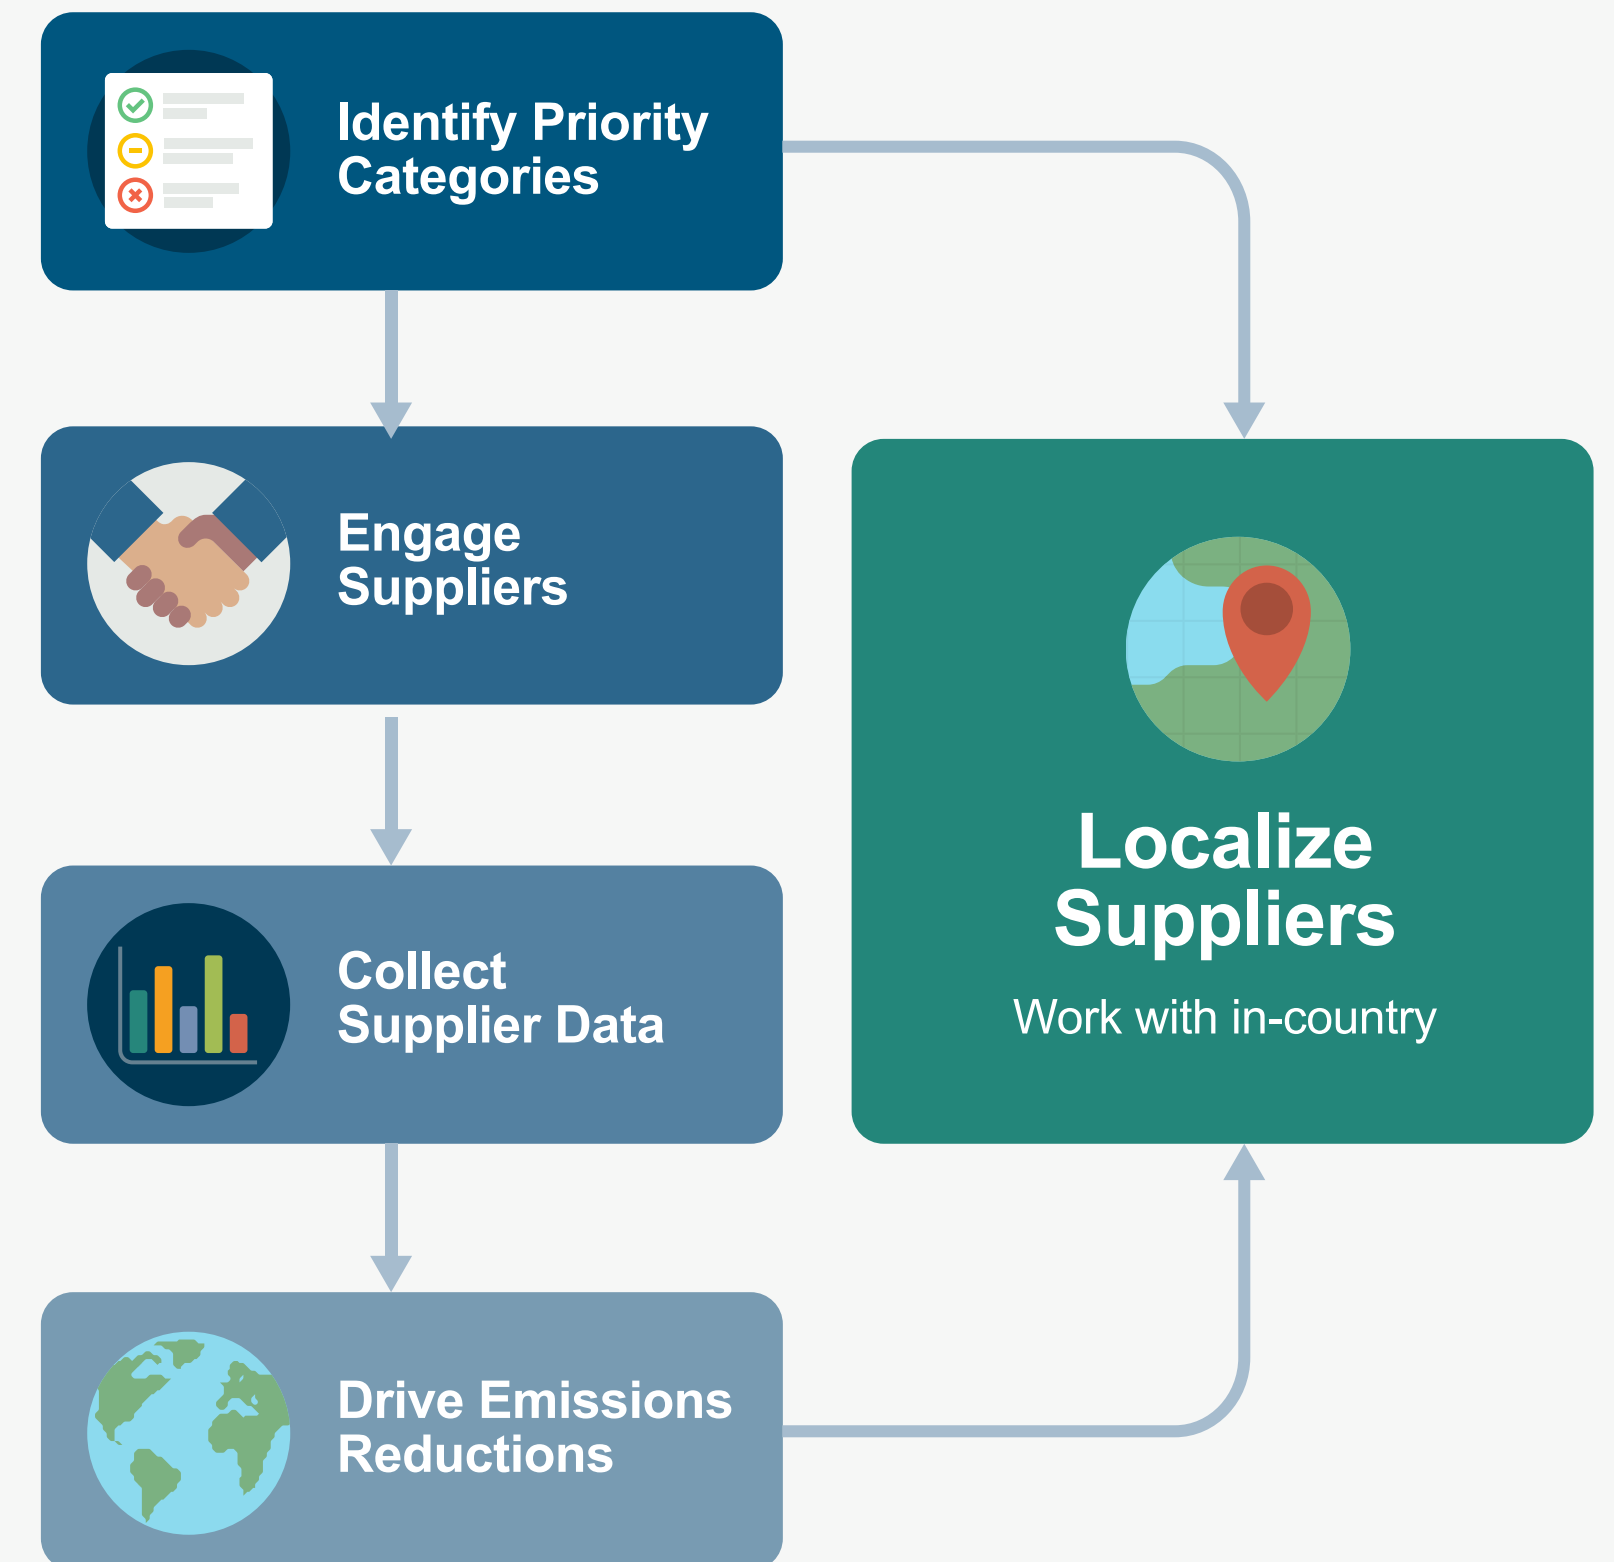 Identify Priority
Categories
Engage
Suppliers
Collect
Supplier Data
Drive Emissions
Reductions
Localize
Suppliers
Work with in-country